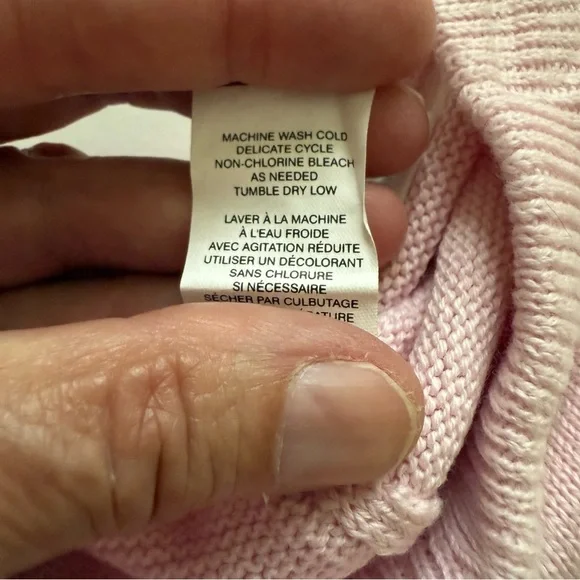 MACHINE WASH COLD
DELICATE CYCLE
NON-CHLORINE BLEACH
AS NEEDED
TUMBLE DRY LOW
LAVER À LA MACHINE
À L'EAU FROIDE
AVEC AGITATION RÉDUITE
UTILISER UN DÉCOLORANT
SANS CHLORURE
SI NÉCESSAIRE
SÉCHER PAR CULBUTAGE